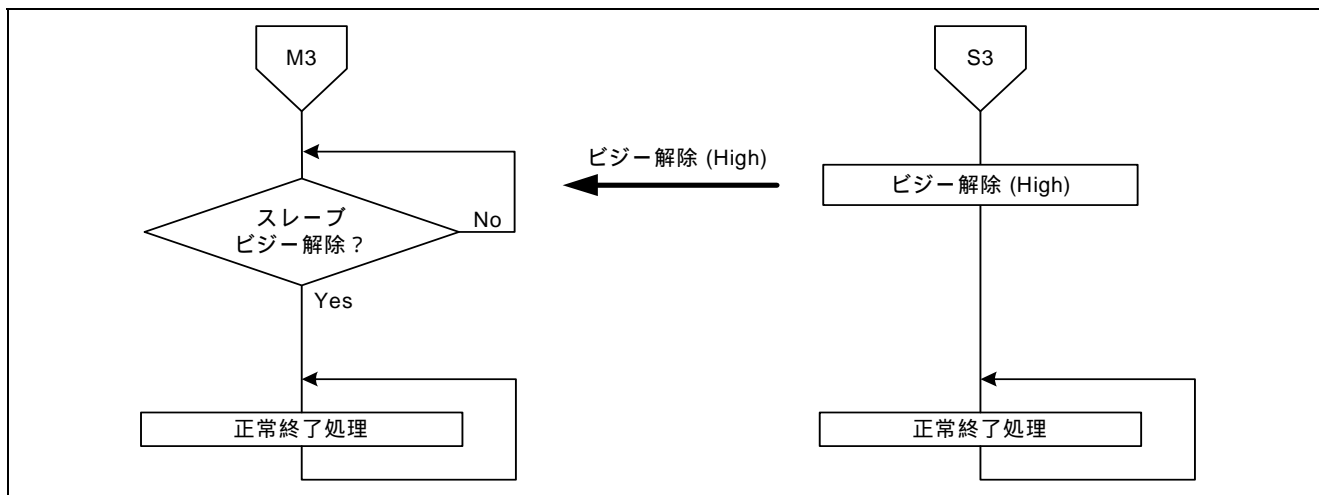 M3
S3
ビジー解除 (High)
ビジー解除 (High)
スレーブ
ビジー解除？
No
Yes
正常終了処理
正常終了処理